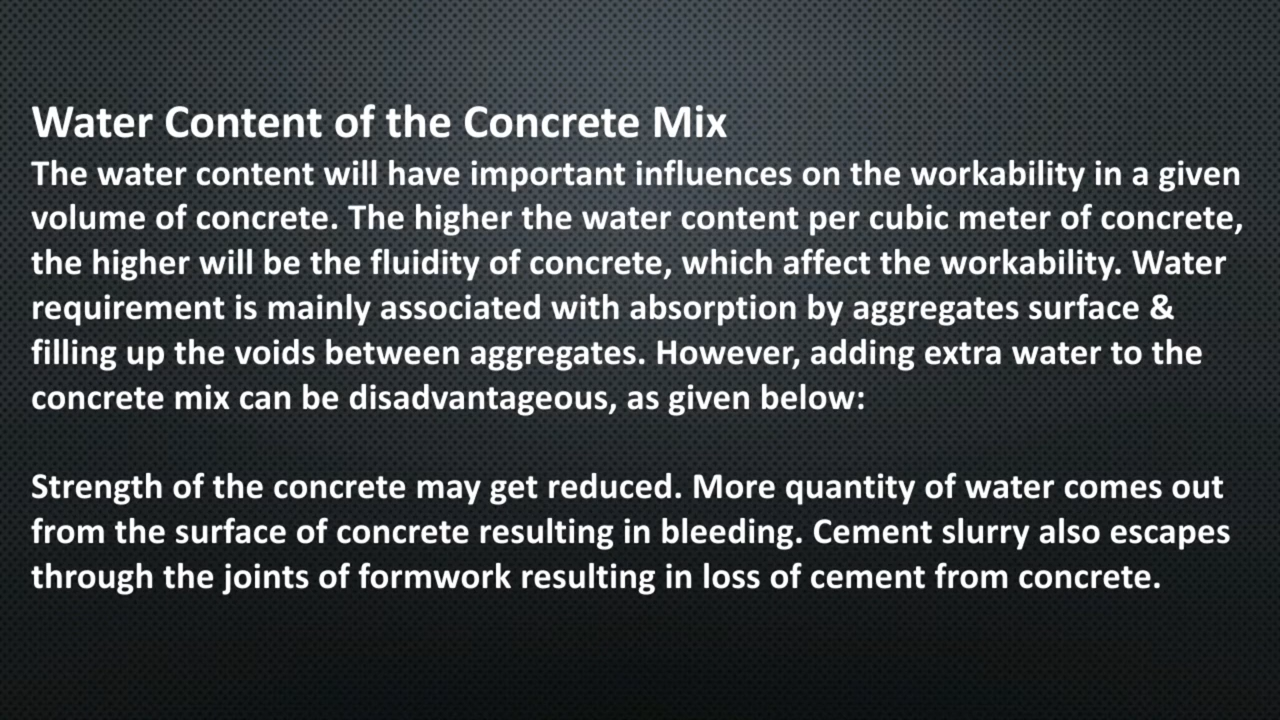 Water Content of the Concrete Mix
The water content will have important influences on the workability in a given
volume of concrete. The higher the water content per cubic meter of concrete,
the higher will be the fluidity of concrete, which affect the workability. Water
requirement is mainly associated with absorption by aggregates surface &
filling up the voids between aggregates. However, adding extra water to the
concrete mix can be disadvantageous, as given below:
Strength of the concrete may get reduced. More quantity of water comes out
from the surface of concrete resulting in bleeding. Cement slurry also escapes
through the joints of formwork resulting in loss of cement from concrete.